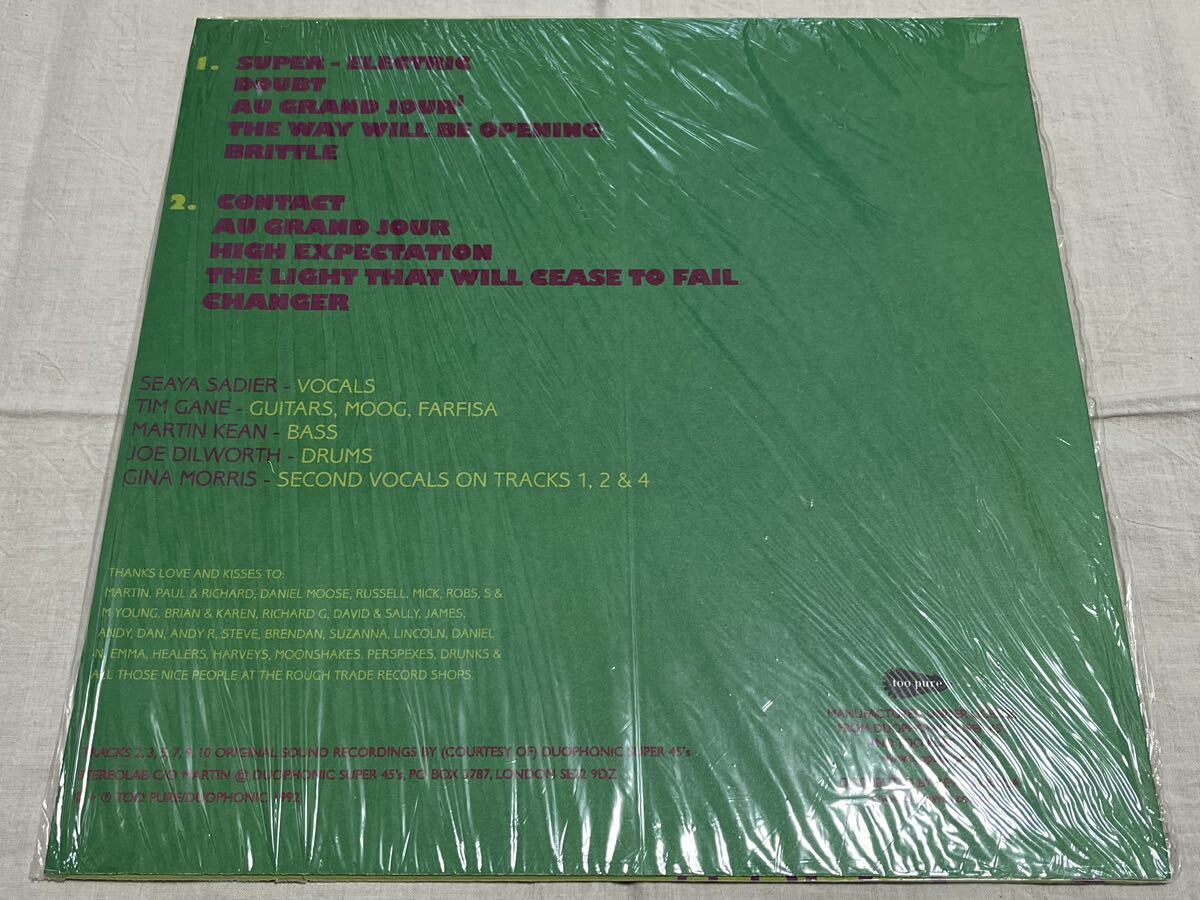 1. SUPER - ELECTRIC
DOUBT
AU GRAND JOUR'
THE WAY WILL BE OPENING
BRITTLE
2. CONTACT
AU GRAND JOUR
HIGH EXPECTATION
THE LIGHT THAT WILL CEASE TO FAIL
CHANGER
SEAYA SADIER - VOCALS
TIM GANE - GUITARS, MOOG, FARFISA
MARTIN KEAN - BASS
JOE DILWORTH - DRUMS
GINA MORRIS - SECOND VOCALS ON TRACKS 1, 2 & 4
THANKS LOVE AND KISSES TO:
MARTIN, PAUL & RICHARD, DANIEL MOOSE, RUSSELL, MICK, ROBS, S &
M YOUNG, BRIAN & KAREN, RICHARD G, DAVID & SALLY, JAMES,
ANDY, DAN, ANDY R, STEVE, BRENDAN, SUZANNA, LINCOLN, DANIEL
-N, EMMA, HEALERS, HARVEYS, MOONSHAKES, PERSPEXES, DRUNKS &
ALL THOSE NICE PEOPLE AT THE ROUGH TRADE RECORD SHOPS.
too pure
MANUFACTURED UNDER
FROM
TRACKS 2, 3, 5, 7, 9, 10 ORIGINAL SOUND RECORDINGS BY (COURTESY OF) DUOPHONIC SUPER 45's
STEREOLAB C/O MARTIN @ DUOPHONIC SUPER 45's, PO BOX 3787, LONDON SE22 9DZ
© + ℗ TOO PURE/DUOPHONIC 1992